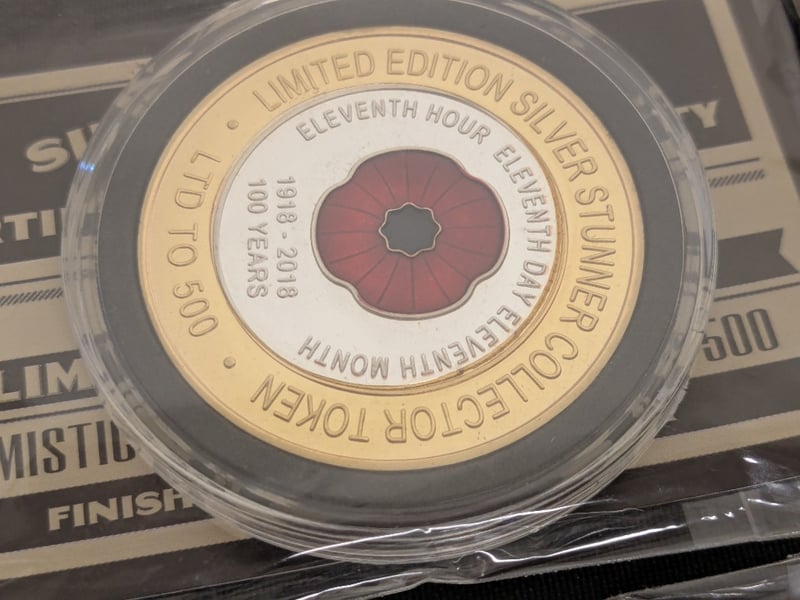 LIMITED EDITION SILVER STUNNER COLLECTOR TOKEN
LTD TO 500
ELEVENTH HOUR ELEVENTH DAY ELEVENTH MONTH
1918 - 2018
100 YEARS
500
FINISH